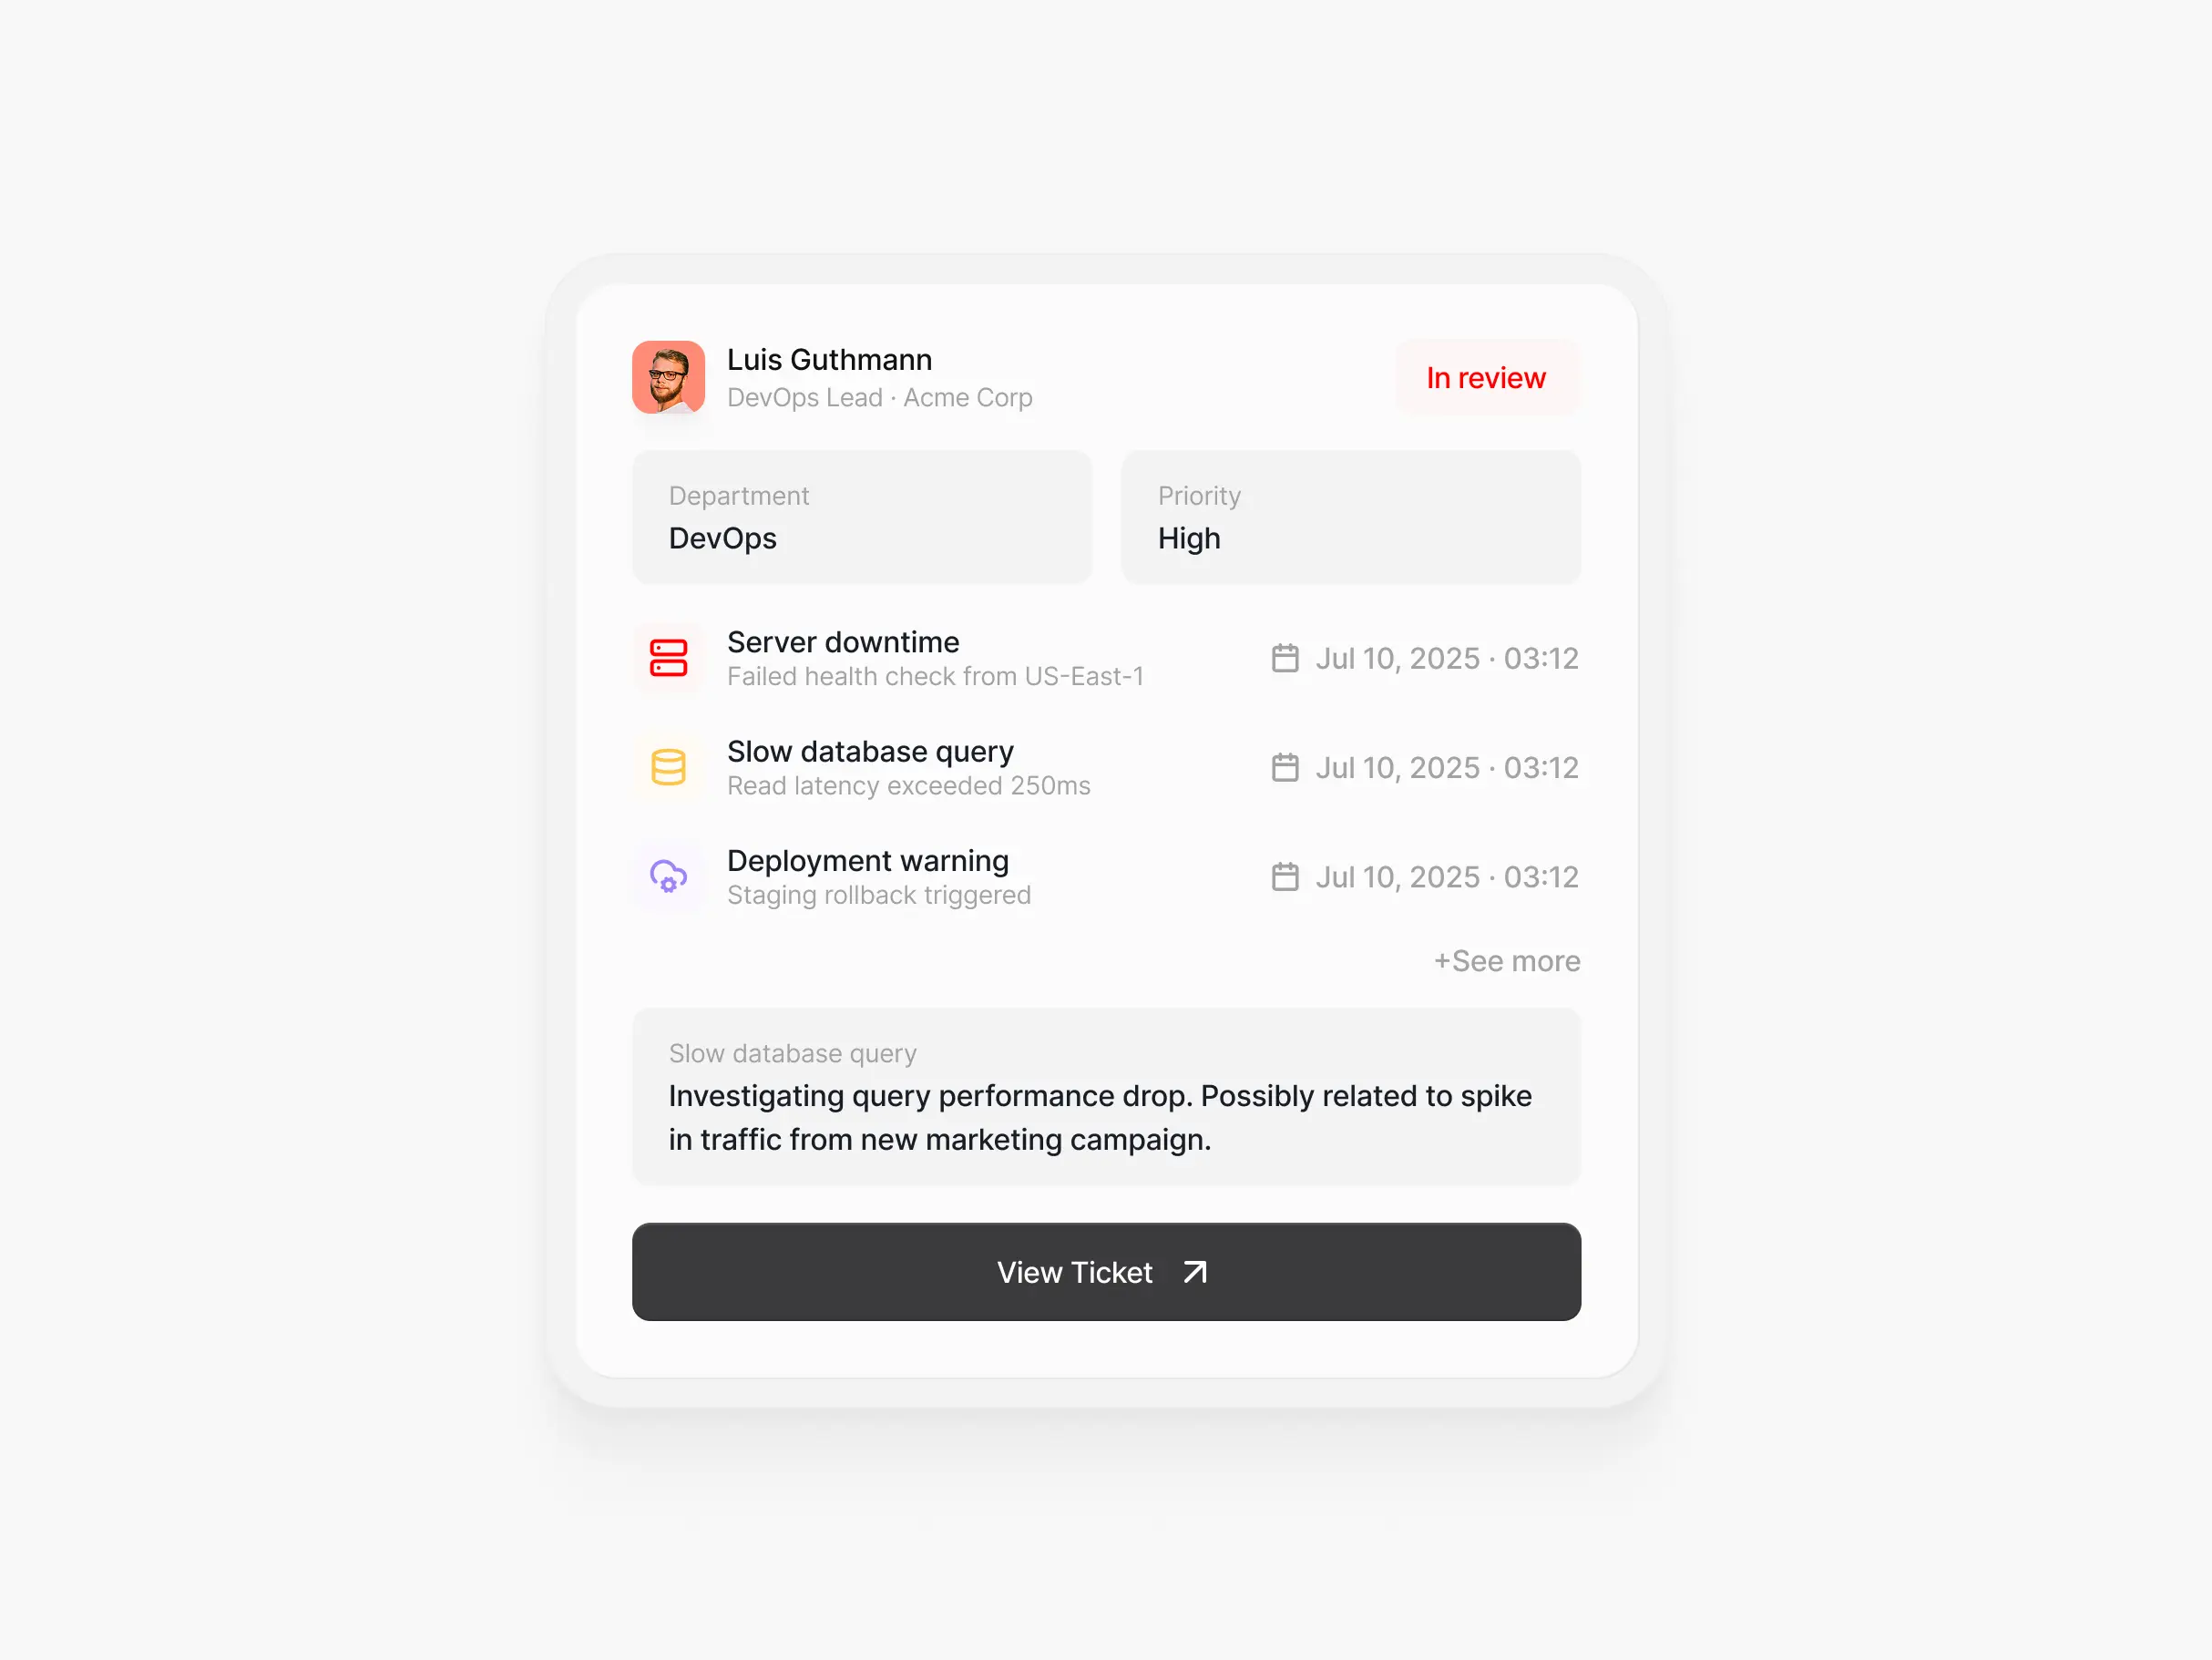 Luis Guthmann
DevOps Lead · Acme Corp
In review
Department
DevOps
Priority
High
Server downtime
Failed health check from US-East-1
Jul 10, 2025 · 03:12
Slow database query
Read latency exceeded 250ms
Jul 10, 2025 · 03:12
Deployment warning
Staging rollback triggered
Jul 10, 2025 · 03:12
+See more
Slow database query
Investigating query performance drop. Possibly related to spike
in traffic from new marketing campaign.
View Ticket